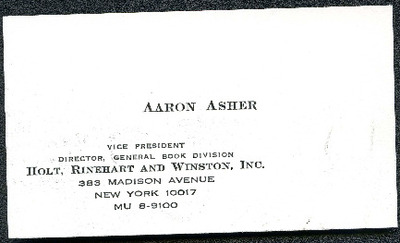 AARON ASHER
VICE PRESIDENT
DIRECTOR, GENERAL BOOK DIVISION
HOLT, RINEHART AND WINSTON, INC.
383 MADISON AVENUE
NEW YORK 10017
MU 8-9100